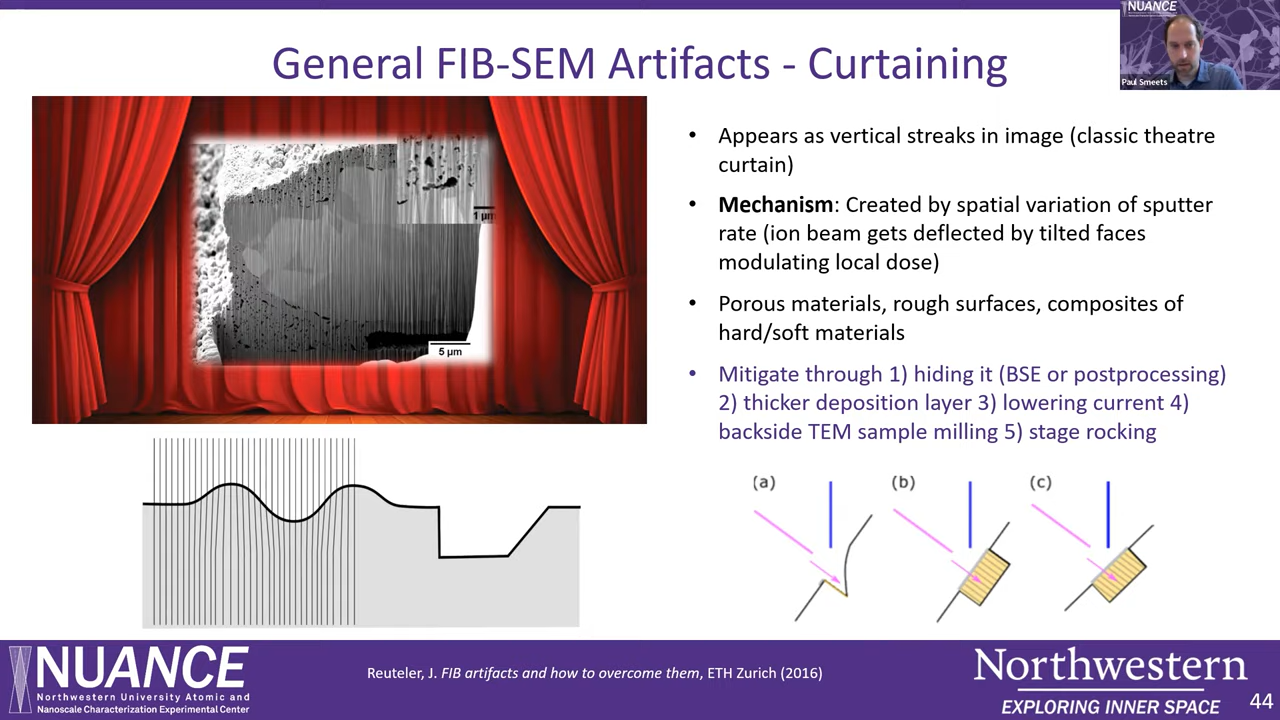 NUANCE
Paul Smeets
General FIB-SEM Artifacts - Curtaining
1 µm
5 µm
• Appears as vertical streaks in image (classic theatre
curtain)
• Mechanism: Created by spatial variation of sputter
rate (ion beam gets deflected by tilted faces
modulating local dose)
• Porous materials, rough surfaces, composites of
hard/soft materials
• Mitigate through 1) hiding it (BSE or postprocessing)
2) thicker deposition layer 3) lowering current 4)
backside TEM sample milling 5) stage rocking
(a) (b) (c)
NUANCE
Northwestern University Atomic and
Nanoscale Characterization Experimental Center
Reuteler, J. FIB artifacts and how to overcome them, ETH Zurich (2016)
Northwestern
EXPLORING INNER SPACE
44